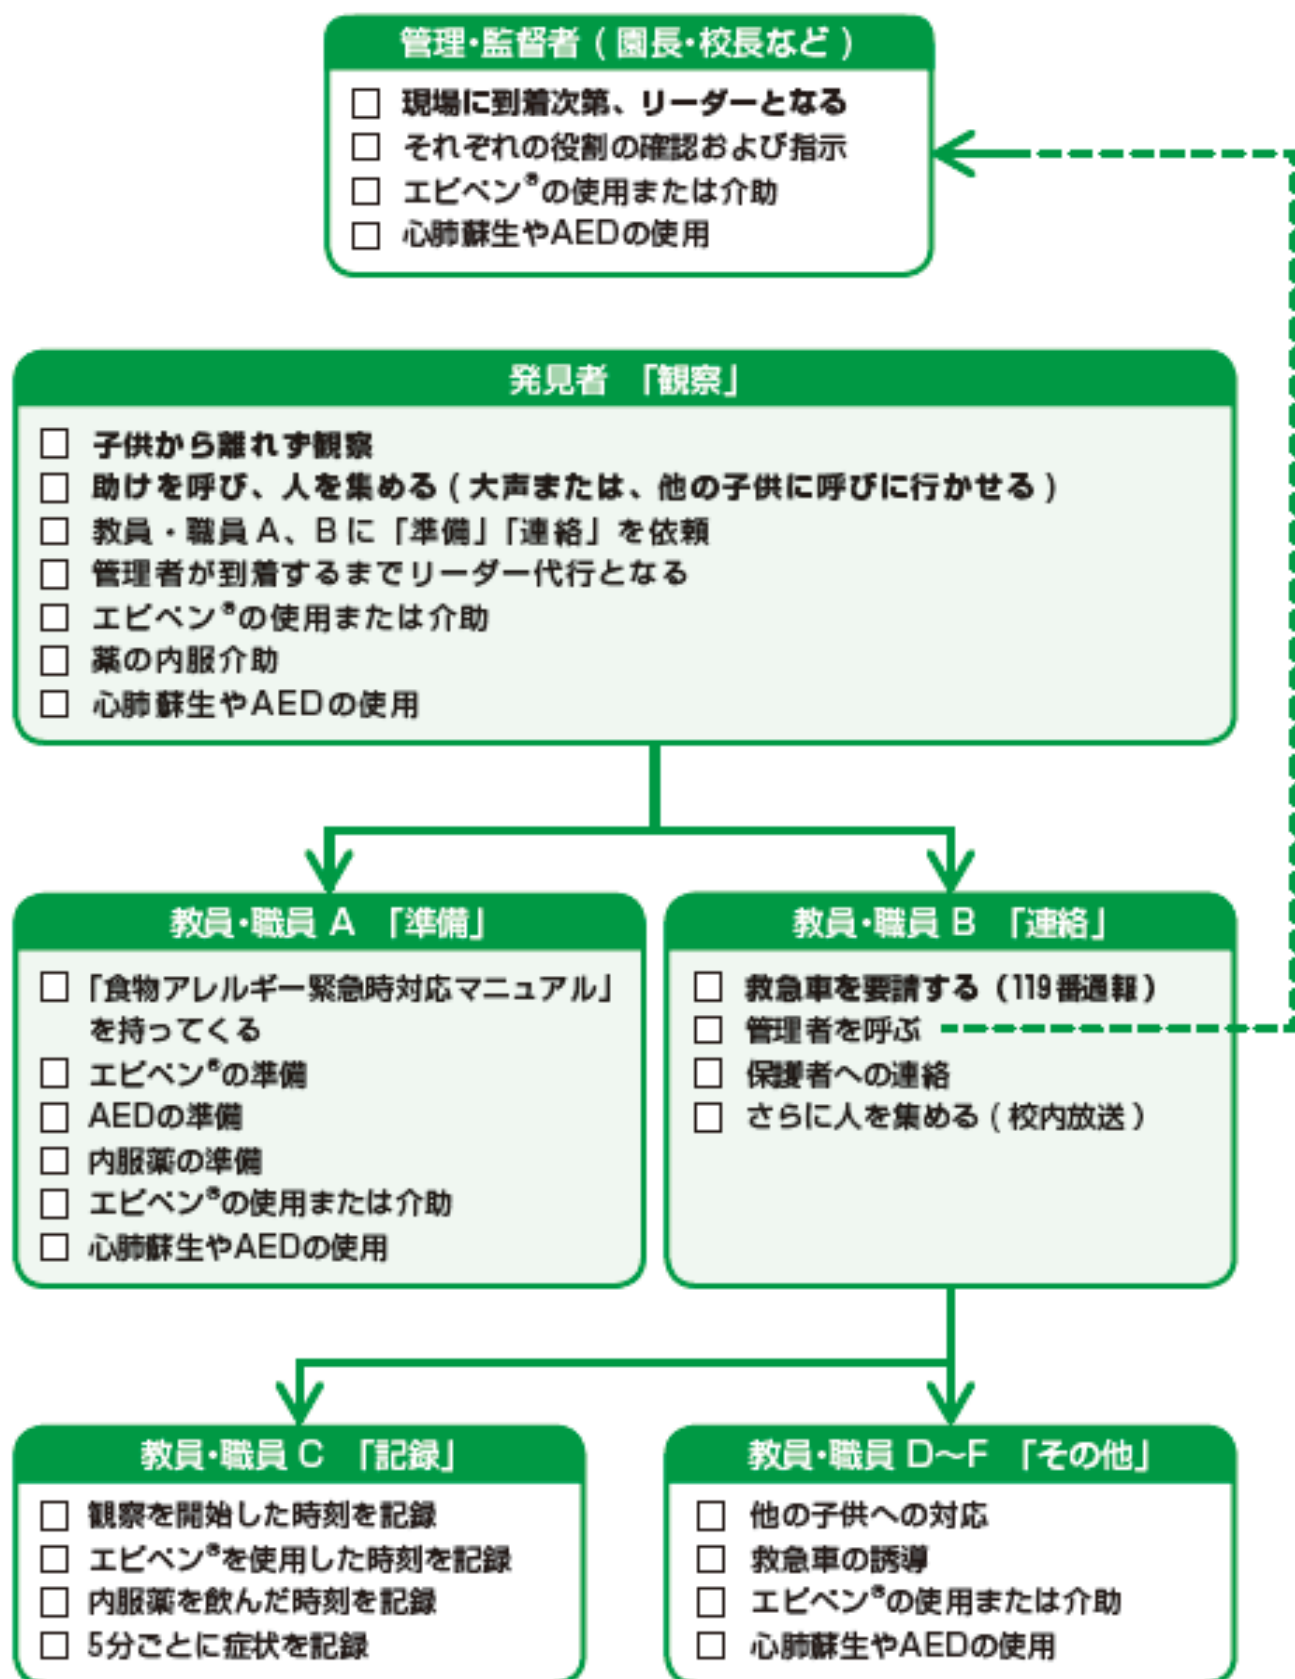 管理・監督者（園長・校長など）
□ 現場に到着次第、リーダーとなる
□ それぞれの役割の確認および指示
□ エピペン®の使用または介助
□ 心肺蘇生やAEDの使用
発見者 「観察」
□ 子供から離れず観察
□ 助けを呼び、人を集める（大声または、他の子供に呼びに行かせる）
□ 教員・職員 A、B に「準備」「連絡」を依頼
□ 管理者が到着するまでリーダー代行となる
□ エピペン®の使用または介助
□ 薬の内服介助
□ 心肺蘇生やAEDの使用
教員・職員 A 「準備」
□ 「食物アレルギー緊急時対応マニュアル」
を持ってくる
□ エピペン®の準備
□ AEDの準備
□ 内服薬の準備
□ エピペン®の使用または介助
□ 心肺蘇生やAEDの使用
教員・職員 B 「連絡」
□ 救急車を要請する（119番通報）
□ 管理者を呼ぶ
□ 保護者への連絡
□ さらに人を集める（校内放送）
教員・職員 C 「記録」
□ 観察を開始した時刻を記録
□ エピペン®を使用した時刻を記録
□ 内服薬を飲んだ時刻を記録
□ 5分ごとに症状を記録
教員・職員 D～F 「その他」
□ 他の子供への対応
□ 救急車の誘導
□ エピペン®の使用または介助
□ 心肺蘇生やAEDの使用